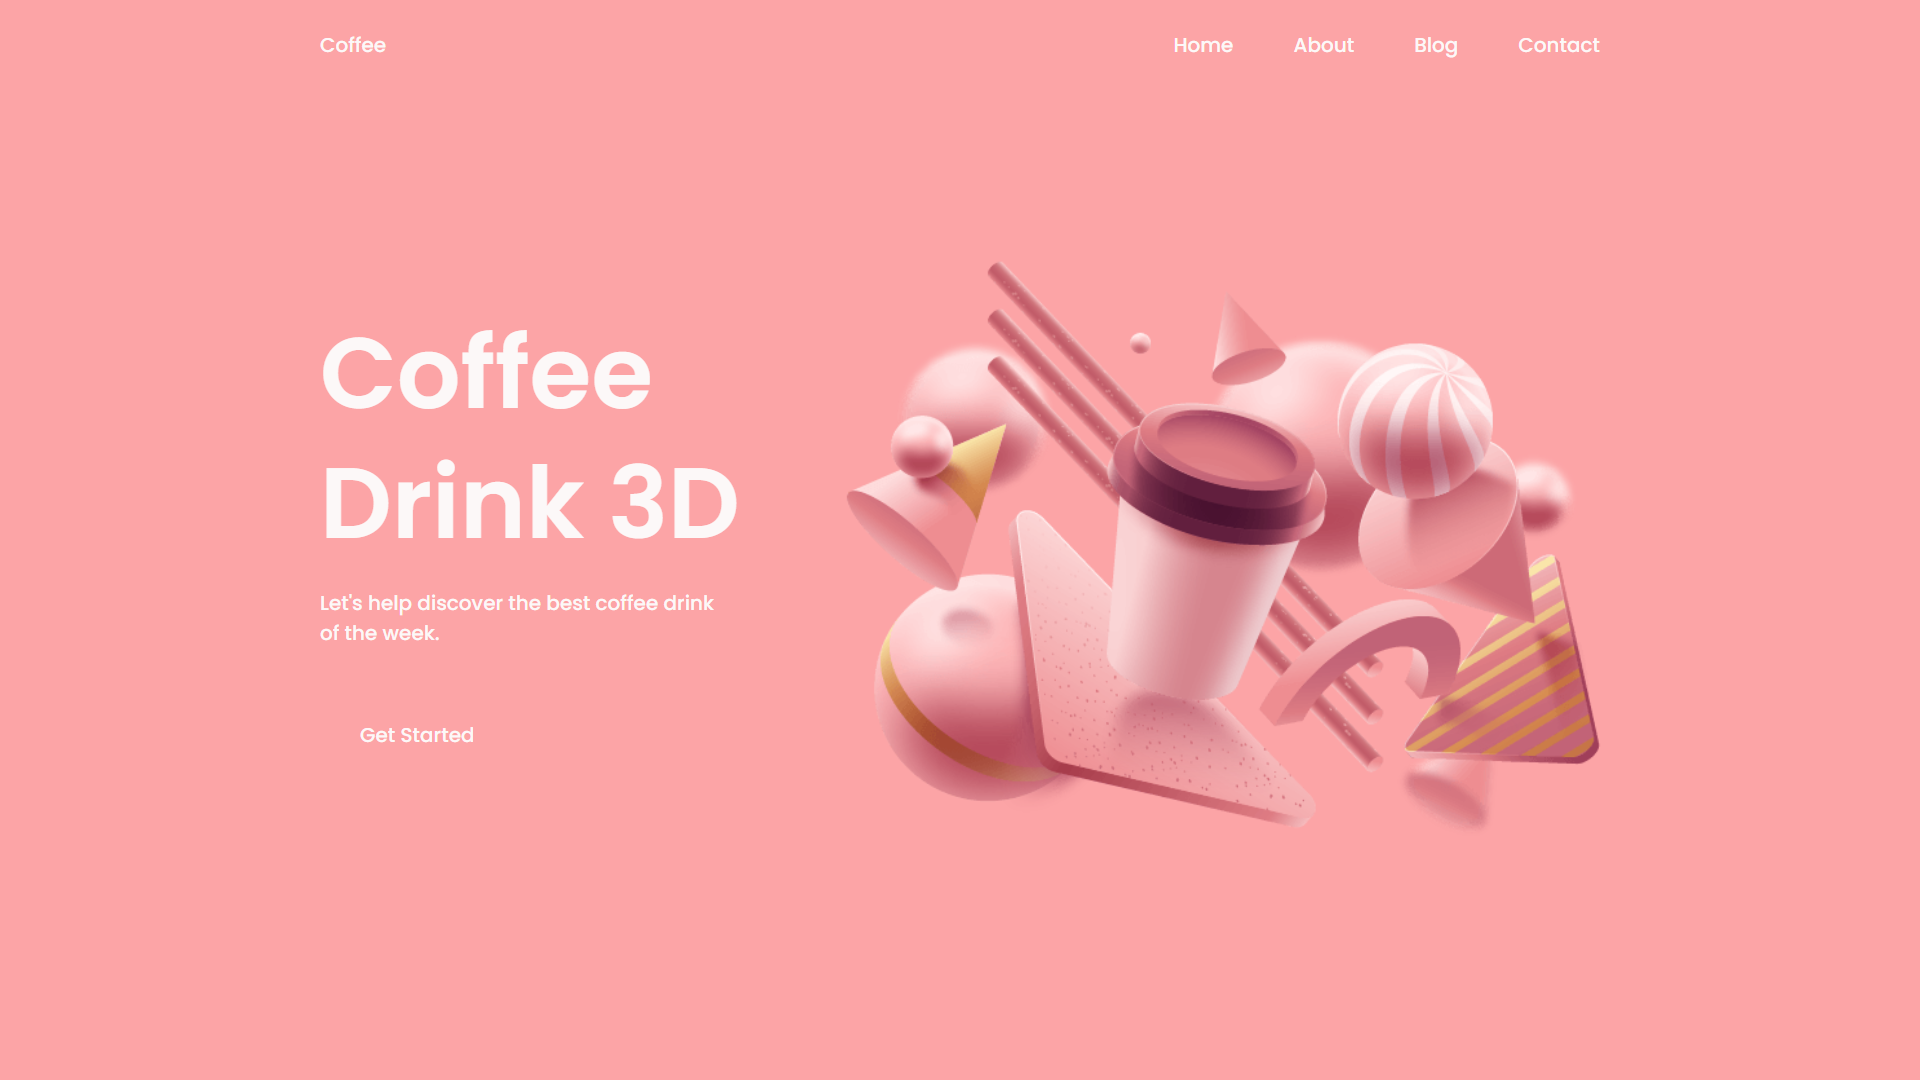 Coffee
Home About Blog Contact
Coffee
Drink 3D
Let's help discover the best coffee drink
of the week.
Get Started